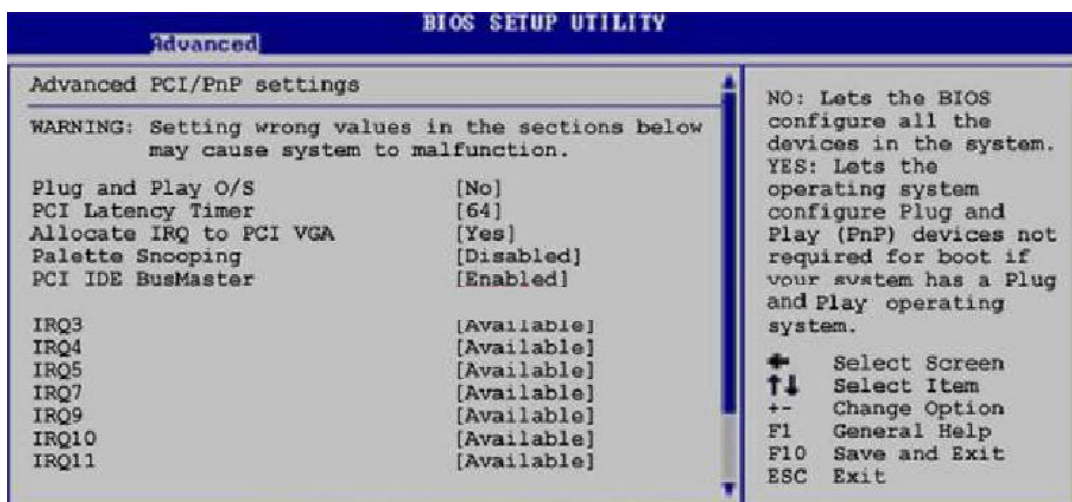 BIOS SETUP UTILITY
Advanced
Advanced PCI/PnP settings
WARNING: Setting wrong values in the sections below
may cause system to malfunction.
Plug and Play O/S [No]
PCI Latency Timer [64]
Allocate IRQ to PCI VGA [Yes]
Palette Snooping [Disabled]
PCI IDE BusMaster [Enabled]
IRQ3 [Available]
IRQ4 [Available]
IRQ5 [Available]
IRQ7 [Available]
IRQ9 [Available]
IRQ10 [Available]
IRQ11 [Available]
NO: Lets the BIOS
configure all the
devices in the system.
YES: Lets the
operating system
configure Plug and
Play (PnP) devices not
required for boot if
your system has a Plug
and Play operating
system.
← Select Screen
↑↓ Select Item
+- Change Option
F1 General Help
F10 Save and Exit
ESC Exit